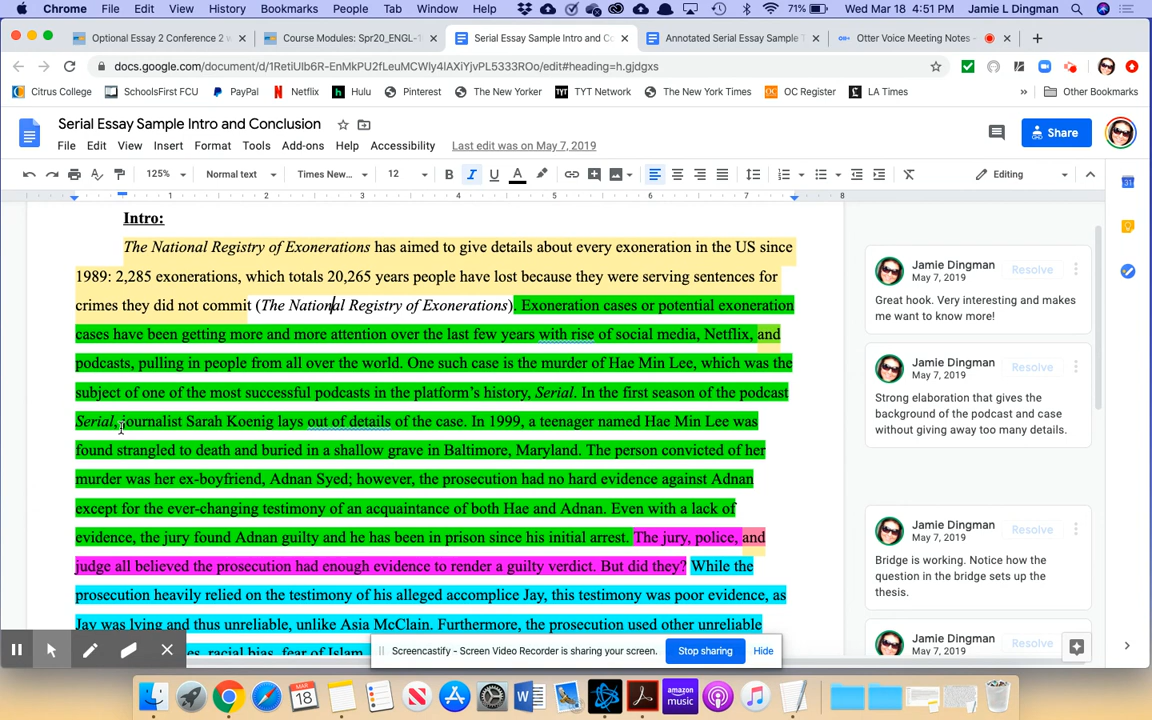 Chrome File Edit View History Bookmarks People Tab Window Help 71% Wed Mar 18 4:51 PM Jamie L Dingman
Optional Essay 2 Conference 2 w × Course Modules: Spr20_ENGL-1 × Serial Essay Sample Intro and Co × Annotated Serial Essay Sample T × Otter Voice Meeting Notes - ×
docs.google.com/document/d/1RetiUIb6R-EnMkPU2fLeuMCWly4lAXiYjvPL5333ROo/edit#heading=h.gjdgxs
Citrus College SchoolsFirst FCU PayPal Netflix Hulu Pinterest The New Yorker TYT Network The New York Times OC Register LA Times » Other Bookmarks
Serial Essay Sample Intro and Conclusion
Share
File Edit View Insert Format Tools Add-ons Help Accessibility Last edit was on May 7, 2019
125% Normal text Times New... 12 B I U A Editing
1 2 3 4 5 6 7 8
Intro:
The National Registry of Exonerations has aimed to give details about every exoneration in the US since
1989: 2,285 exonerations, which totals 20,265 years people have lost because they were serving sentences for
crimes they did not commit (The National Registry of Exonerations). Exoneration cases or potential exoneration
cases have been getting more and more attention over the last few years with rise of social media, Netflix, and
podcasts, pulling in people from all over the world. One such case is the murder of Hae Min Lee, which was the
subject of one of the most successful podcasts in the platform's history, Serial. In the first season of the podcast
Serial, journalist Sarah Koenig lays out of details of the case. In 1999, a teenager named Hae Min Lee was
found strangled to death and buried in a shallow grave in Baltimore, Maryland. The person convicted of her
murder was her ex-boyfriend, Adnan Syed; however, the prosecution had no hard evidence against Adnan
except for the ever-changing testimony of an acquaintance of both Hae and Adnan. Even with a lack of
evidence, the jury found Adnan guilty and he has been in prison since his initial arrest. The jury, police, and
judge all believed the prosecution had enough evidence to render a guilty verdict. But did they? While the
prosecution heavily relied on the testimony of his alleged accomplice Jay, this testimony was poor evidence, as
Jay was lying and thus unreliable, unlike Asia McClain. Furthermore, the prosecution used other unreliable
racial bias, fear of Islam
Jamie Dingman
May 7, 2019
Resolve
Great hook. Very interesting and makes
me want to know more!
Jamie Dingman
May 7, 2019
Resolve
Strong elaboration that gives the
background of the podcast and case
without giving away too many details.
Jamie Dingman
May 7, 2019
Resolve
Bridge is working. Notice how the
question in the bridge sets up the
thesis.
Jamie Dingman
May 7, 2019
Resolve
Screencastify - Screen Video Recorder is sharing your screen. Stop sharing Hide
MAR
18
amazon
music